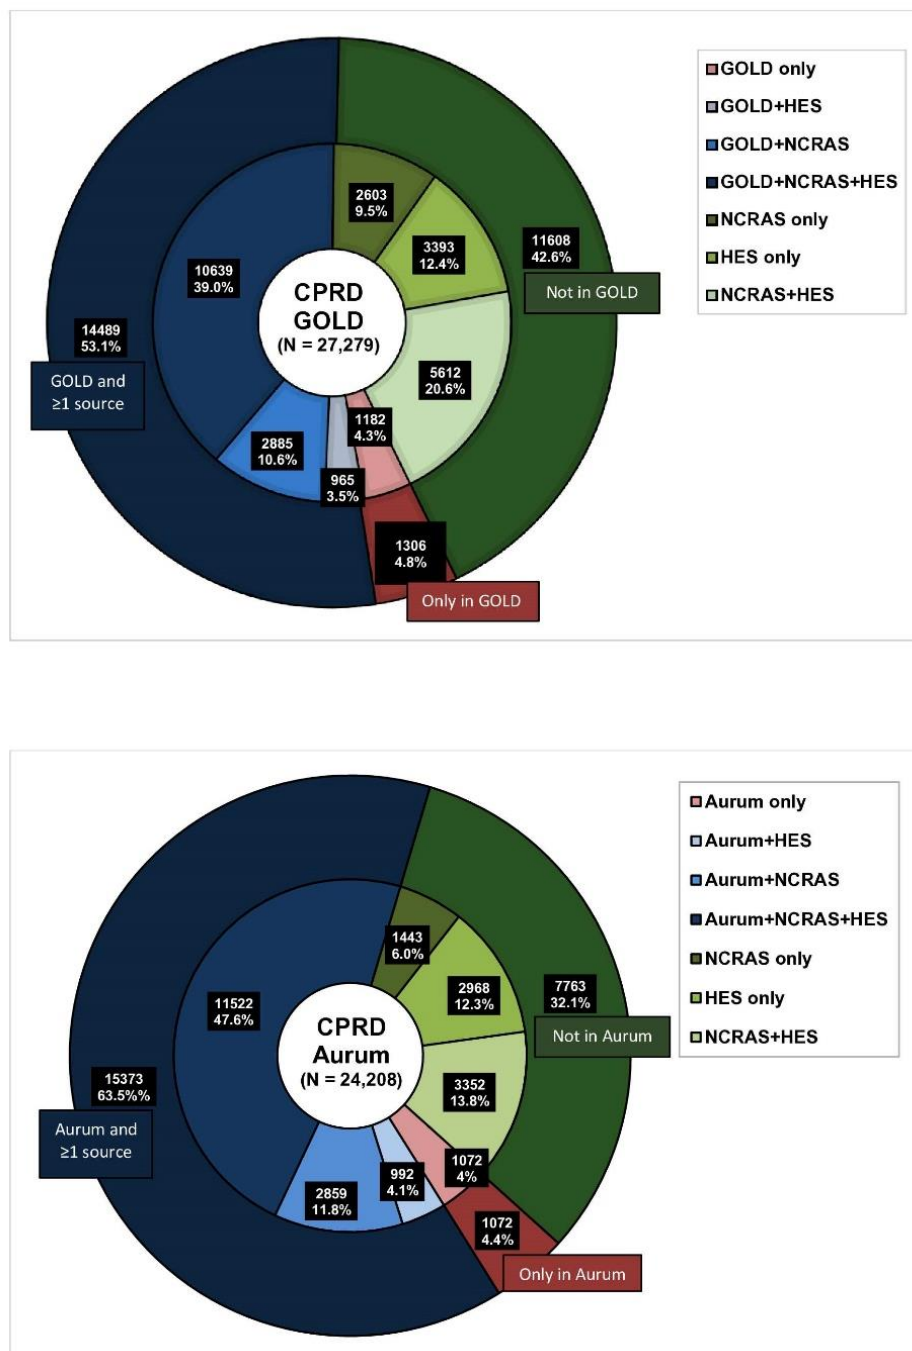 GOLD only
GOLD+HES
GOLD+NCRAS
GOLD+NCRAS+HES
NCRAS only
HES only
NCRAS+HES
2603
9.5%
3393
12.4%
11608
42.6%
Not in GOLD
10639
39.0%
CPRD
GOLD
(N = 27,279)
14489
53.1%
GOLD and
≥1 source
5612
20.6%
1182
4.3%
2885
10.6%
965
3.5%
1306
4.8%
Only in GOLD
Aurum only
Aurum+HES
Aurum+NCRAS
Aurum+NCRAS+HES
NCRAS only
HES only
NCRAS+HES
1443
6.0%
2968
12.3%
7763
32.1%
Not in Aurum
11522
47.6%
CPRD
Aurum
(N = 24,208)
15373
63.5%%
Aurum and
≥1 source
3352
13.8%
1072
4%
992
4.1%
2859
11.8%
1072
4.4%
Only in Aurum